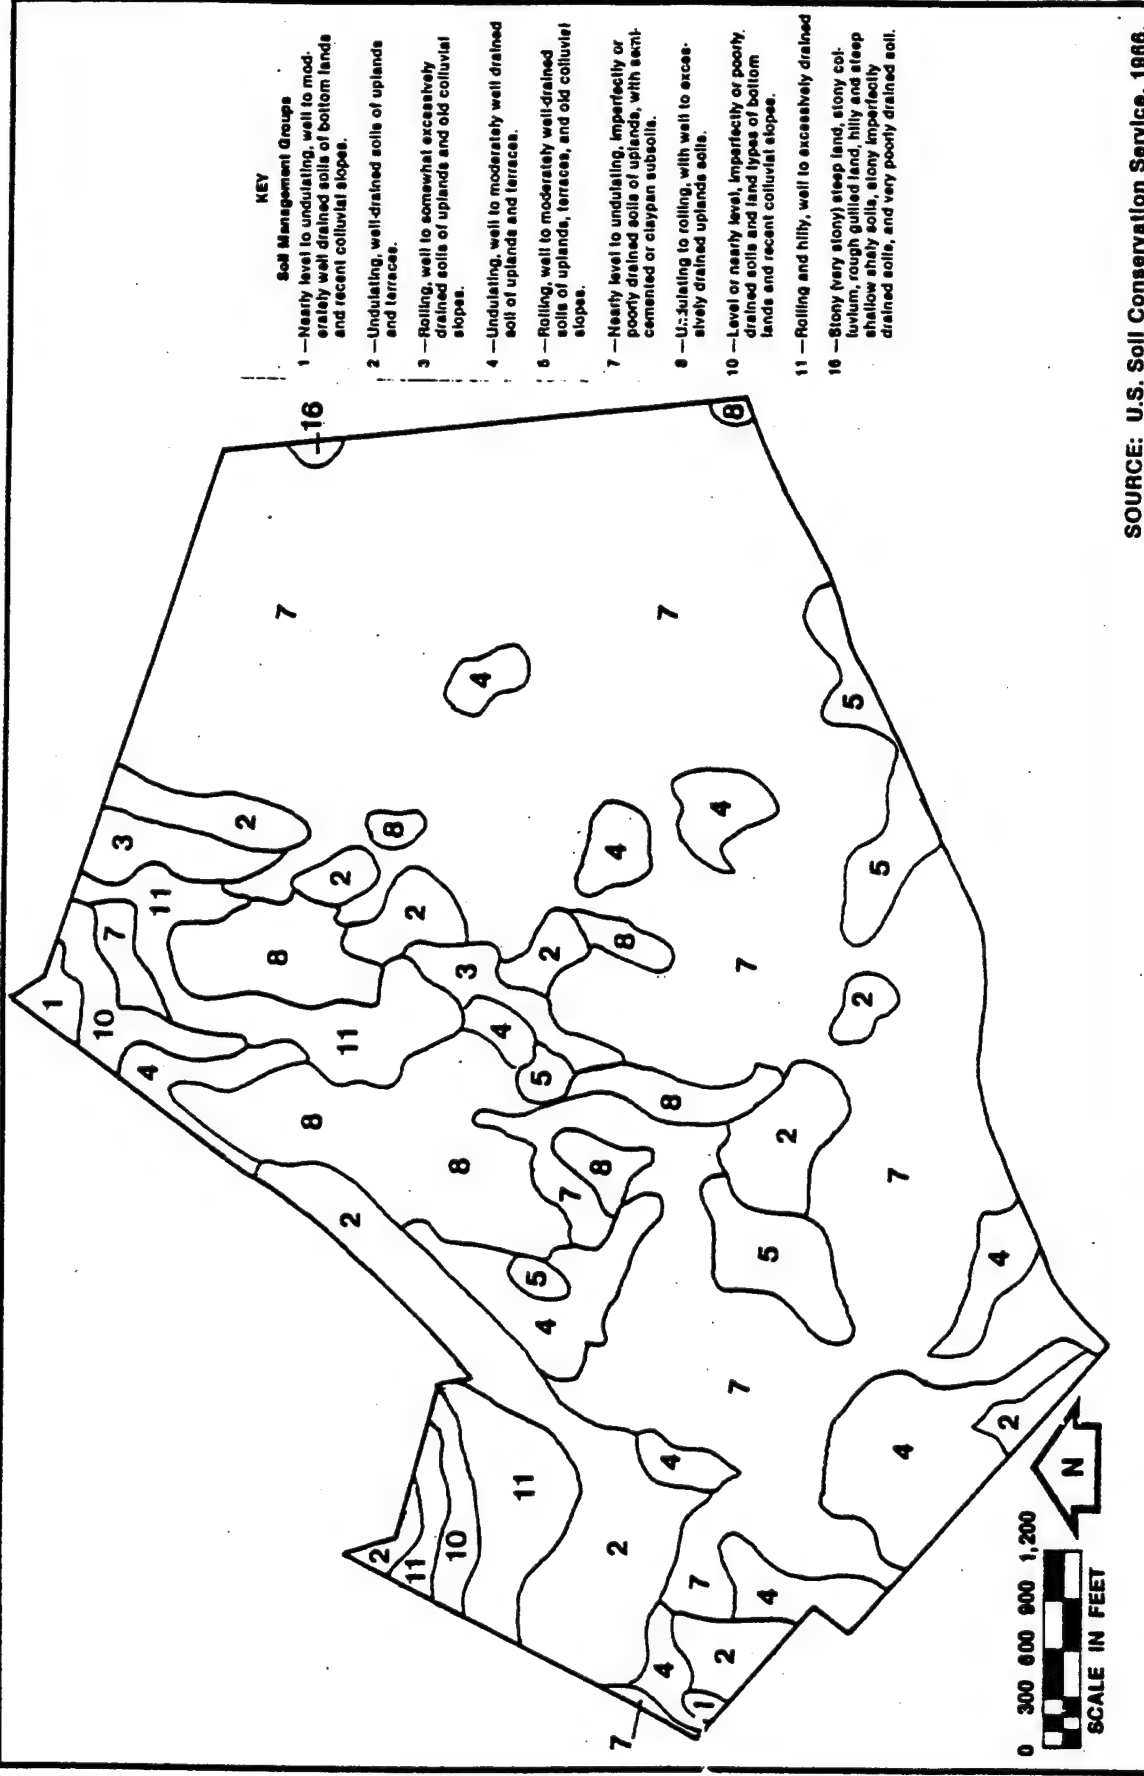 KEY
Soil Management Groups
1 —Nearly level to undulating, well to mod-
erately well drained soils of bottom lands
and recent colluvial slopes.
2 —Undulating, well-drained soils of uplands
and terraces.
3 —Rolling, well to somewhat excessively
drained soils of uplands and old colluvial
slopes.
4 —Undulating, well to moderately well drained
soil of uplands and terraces.
5 —Rolling, well to moderately well-drained
soils of uplands, terraces, and old colluvial
slopes.
7 —Nearly level to undulating, imperfectly or
poorly drained soils of uplands, with semi-
cemented or claypan subsoils.
8 —Undulating to rolling, with well to exces-
sively drained uplands soils.
10 —Level or nearly level, imperfectly or poorly
drained soils and land types of bottom
lands and recent colluvial slopes.
11 —Rolling and hilly, well to excessively drained
16 —Stony (very stony) steep land, stony col-
luvium, rough gullied land, hilly and steep
shallow shaly soils, stony imperfectly
drained soils, and very poorly drained soil.
16
8
7
7
4
5
3
2
8
2
4
4
5
11
7
2
8
2
8
1
10
3
2
7
2
4
11
4
5
8
8
2
8
7
8
2
7
5
5
4
4
7
4
2
2
11
10
11
2
4
7
4
4
2
1
7
N
0 300 600 900 1,200
SCALE IN FEET
SOURCE: U.S. Soil Conservation Service, 1966.